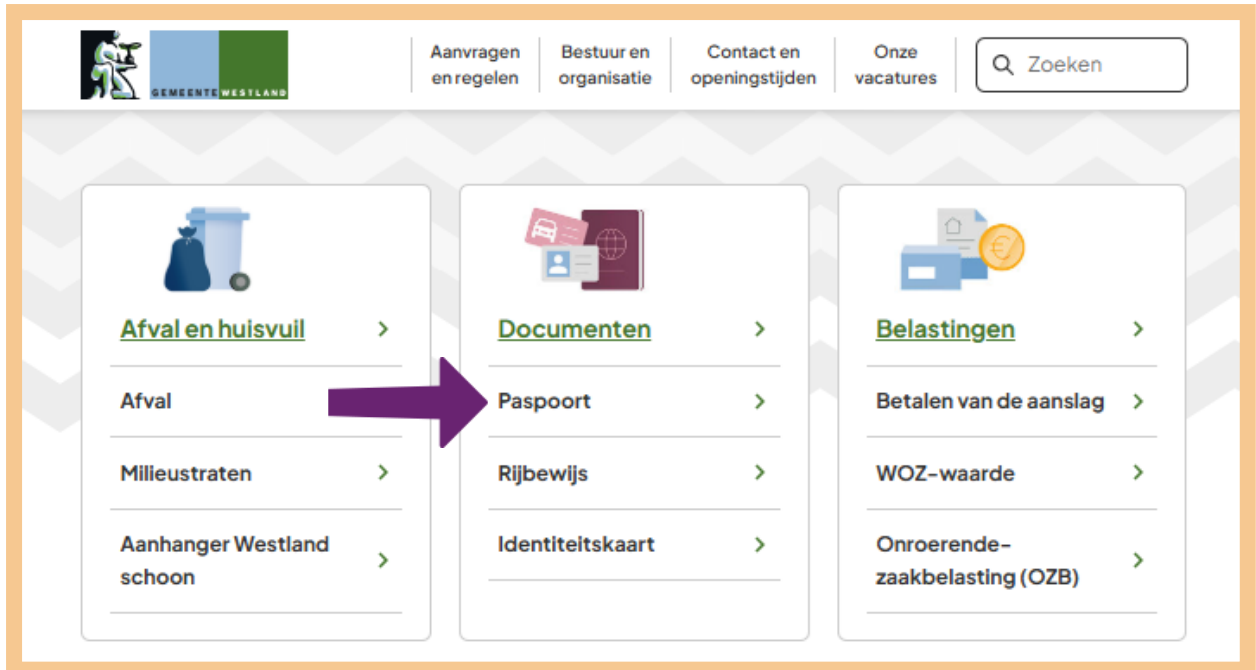 GEMEENTE WESTLAND
Aanvragen
en regelen
Bestuur en
organisatie
Contact en
openingstijden
Onze
vacatures
Zoeken
Afval en huisvuil
Afval
Milieustraten
Aanhanger Westland
schoon
Documenten
Paspoort
Rijbewijs
Identiteitskaart
Belastingen
Betalen van de aanslag
WOZ-waarde
Onroerende-
zaakbelasting (OZB)